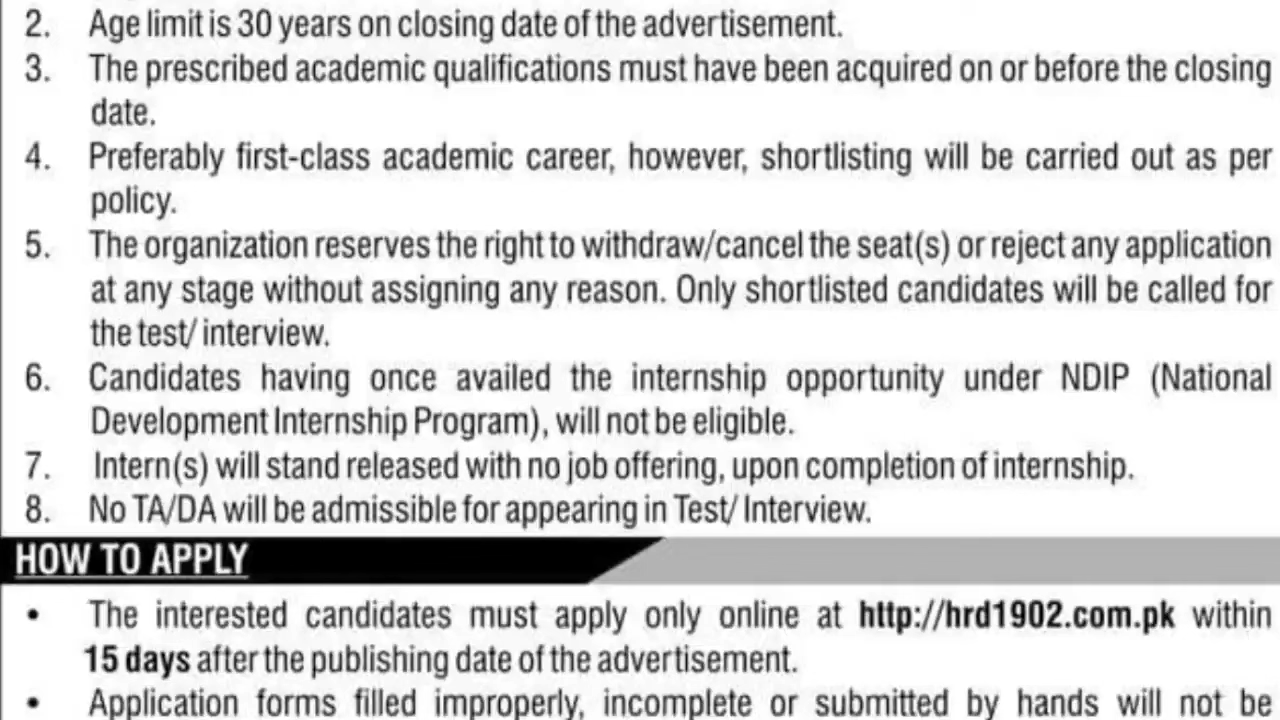 2. Age limit is 30 years on closing date of the advertisement.
3. The prescribed academic qualifications must have been acquired on or before the closing
date.
4. Preferably first-class academic career, however, shortlisting will be carried out as per
policy.
5. The organization reserves the right to withdraw/cancel the seat(s) or reject any application
at any stage without assigning any reason. Only shortlisted candidates will be called for
the test/ interview.
6. Candidates having once availed the internship opportunity under NDIP (National
Development Internship Program), will not be eligible.
7. Intern(s) will stand released with no job offering, upon completion of internship.
8. No TA/DA will be admissible for appearing in Test/ Interview.
HOW TO APPLY
• The interested candidates must apply only online at http://hrd1902.com.pk within
15 days after the publishing date of the advertisement.
• Application forms filled improperly, incomplete or submitted by hands will not be